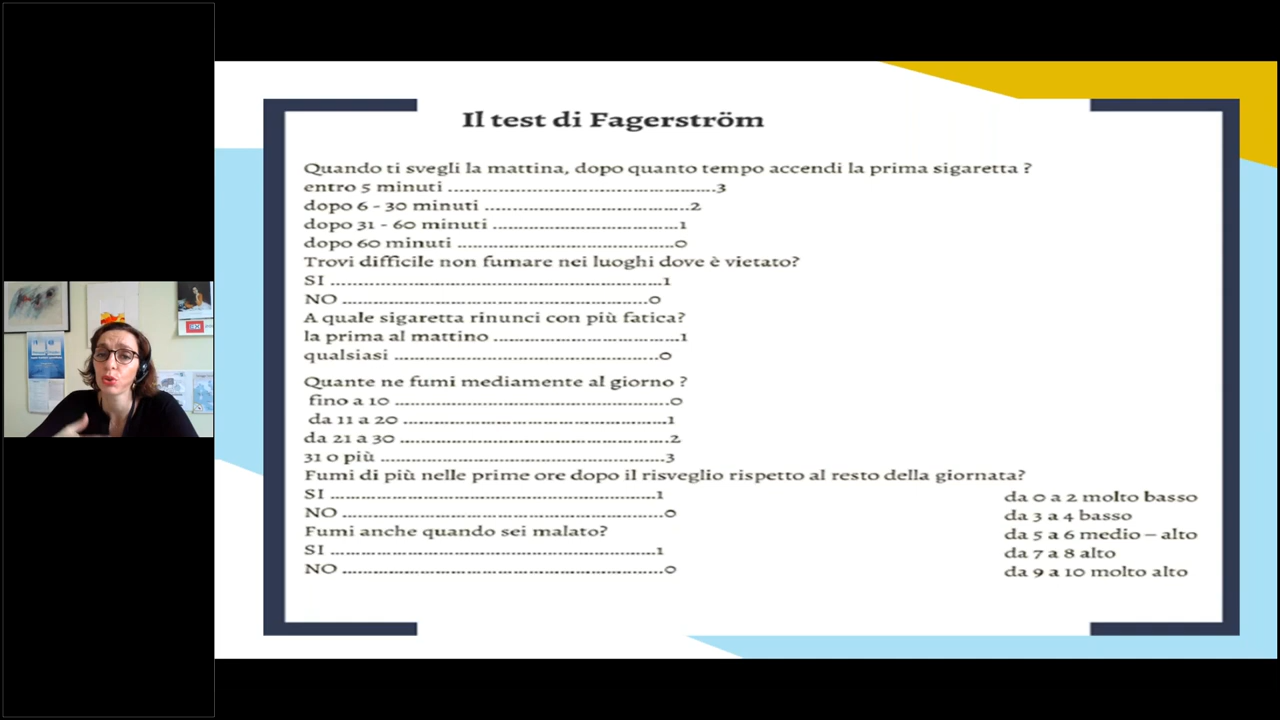 Il test di Fagerström
Quando ti svegli la mattina, dopo quanto tempo accendi la prima sigaretta ?
entro 5 minuti ................................................3
dopo 6 - 30 minuti .....................................2
dopo 31 - 60 minuti .................................1
dopo 60 minuti .......................................0
Trovi difficile non fumare nei luoghi dove è vietato?
SI ............................................................1
NO .........................................................0
A quale sigaretta rinunci con più fatica?
la prima al mattino ..................................1
qualsiasi ................................................0
Quante ne fumi mediamente al giorno ?
fino a 10 .................................................0
da 11 a 20 ................................................1
da 21 a 30 ..................................................2
31 o più ....................................................3
Fumi di più nelle prime ore dopo il risveglio rispetto al resto della giornata?
SI ...........................................................1
NO ..........................................................0
Fumi anche quando sei malato?
SI ...........................................................1
NO ..........................................................0
da 0 a 2 molto basso
da 3 a 4 basso
da 5 a 6 medio – alto
da 7 a 8 alto
da 9 a 10 molto alto